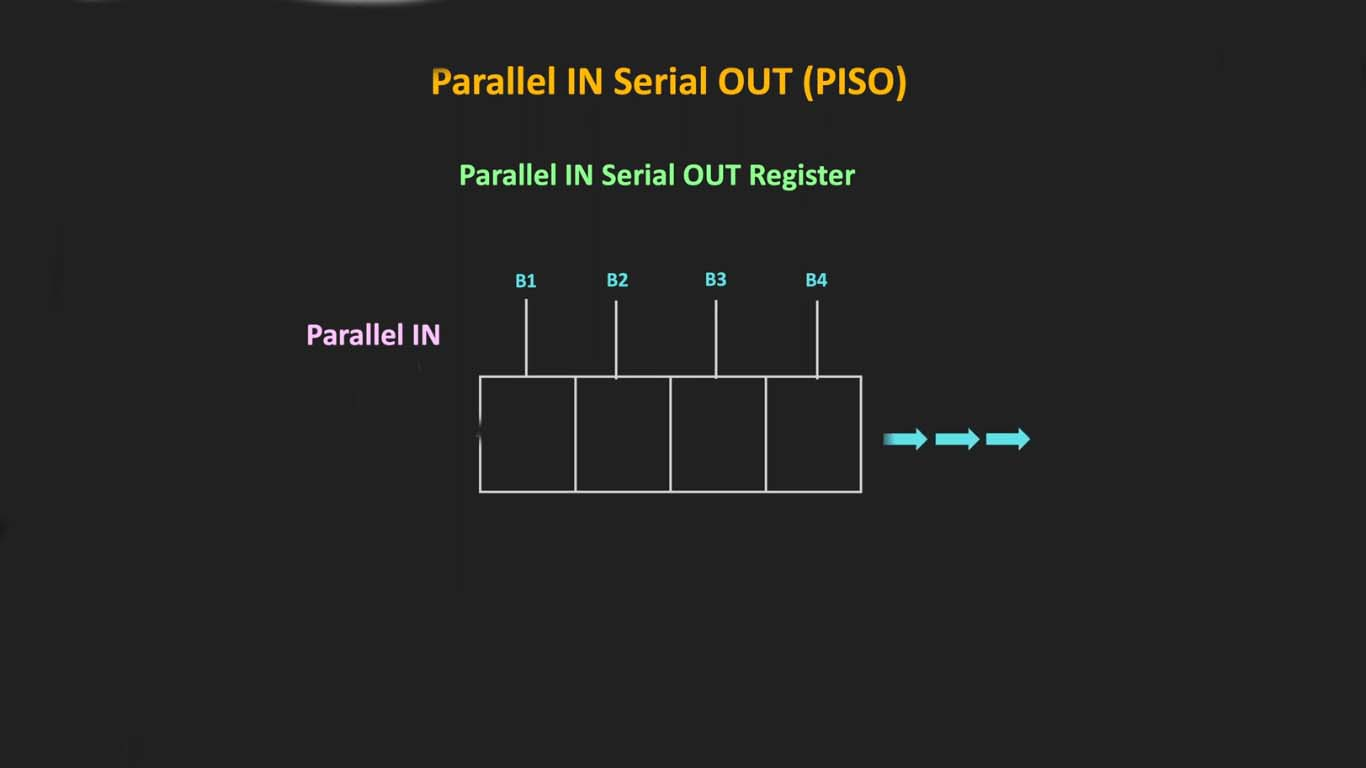 Parallel IN Serial OUT (PISO)
Parallel IN Serial OUT Register
B1 B2 B3 B4
Parallel IN